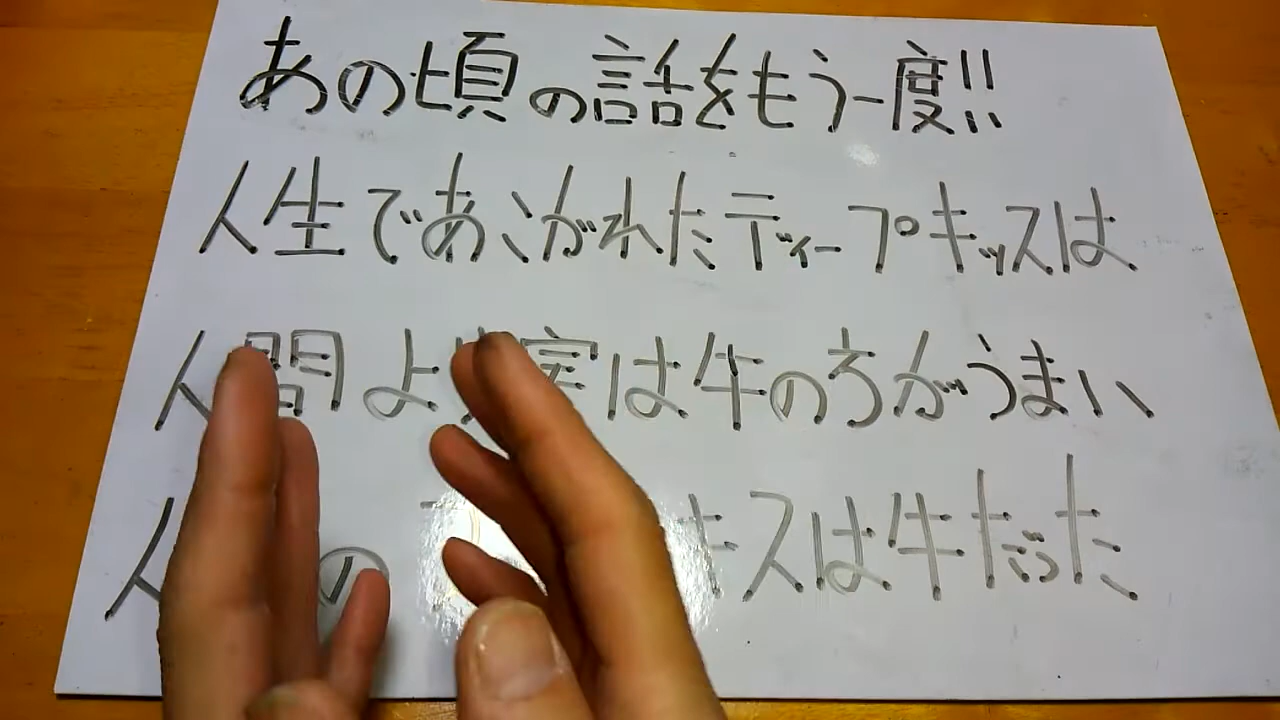 あの頃の話をもう一度!!
人生であこがれたディープキッスは
人間よ実は牛の方がうまい
人の キスは牛だった